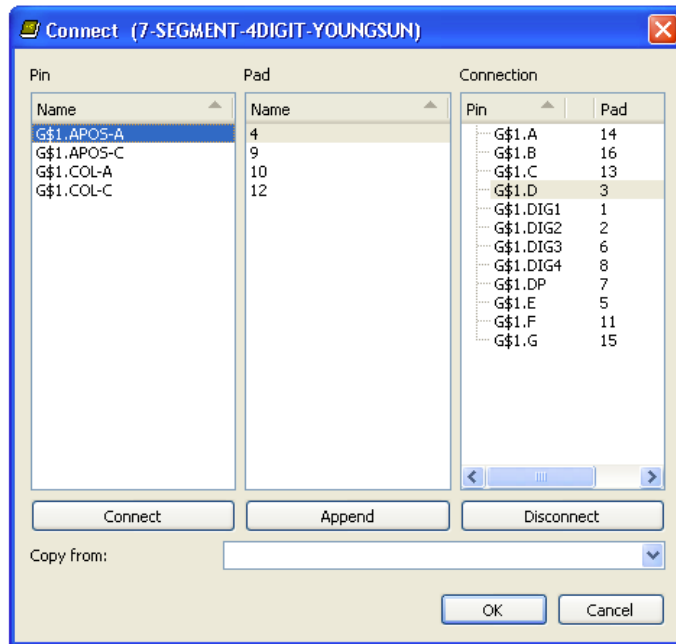 Connect (7-SEGMENT-4DIGIT-YOUNGSUN)
Pin
Pad
Connection
Name
Name
Pin
Pad
G$1.APOS-A
G$1.APOS-C
G$1.COL-A
G$1.COL-C
4
9
10
12
G$1.A 14
G$1.B 16
G$1.C 13
G$1.D 3
G$1.DIG1 1
G$1.DIG2 2
G$1.DIG3 6
G$1.DIG4 8
G$1.DP 7
G$1.E 5
G$1.F 11
G$1.G 15
Connect
Append
Disconnect
Copy from:
OK
Cancel